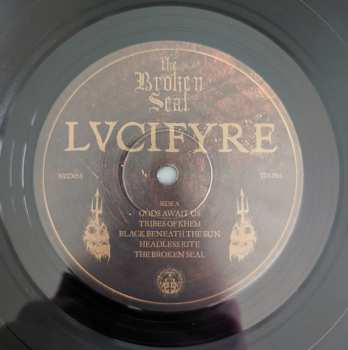 the
Broken
Seal
LVCIFYRE
SIDE A
GODS AWAIT US
TRIBES OF KHEM
BLACK BENEATH THE SUN
HEADLESS RITE
THE BROKEN SEAL